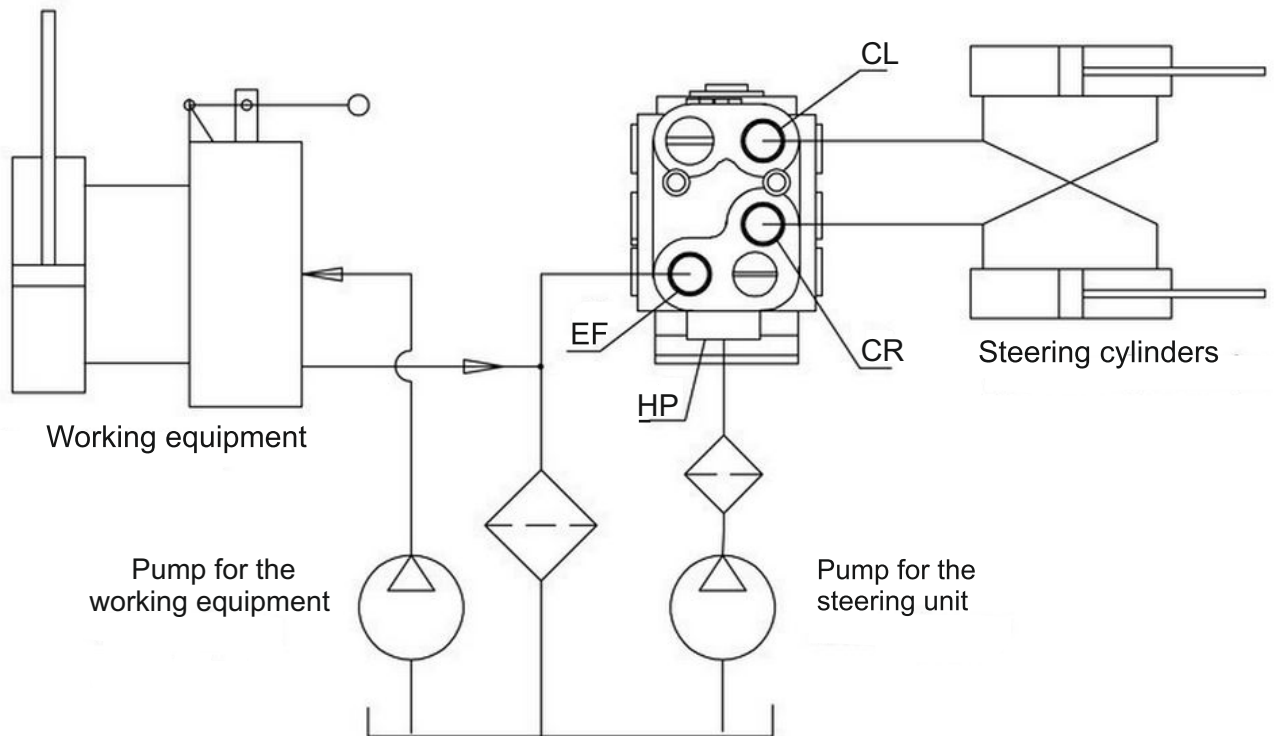 CL
EF
CR
HP
Steering cylinders
Working equipment
Pump for the
working equipment
Pump for the
steering unit